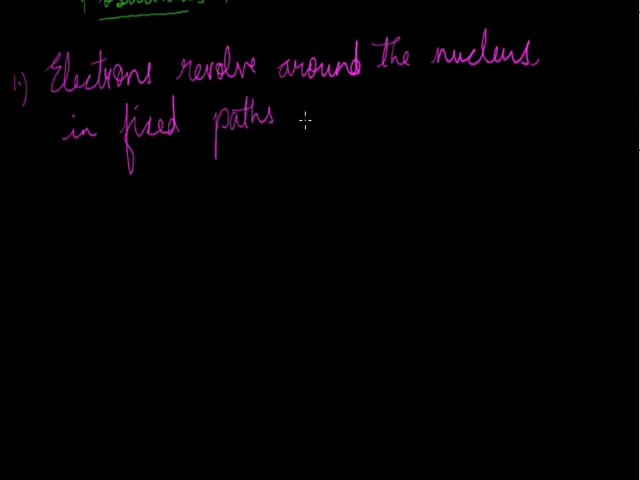 1.) Electrons revolve around the nucleus
in fixed paths